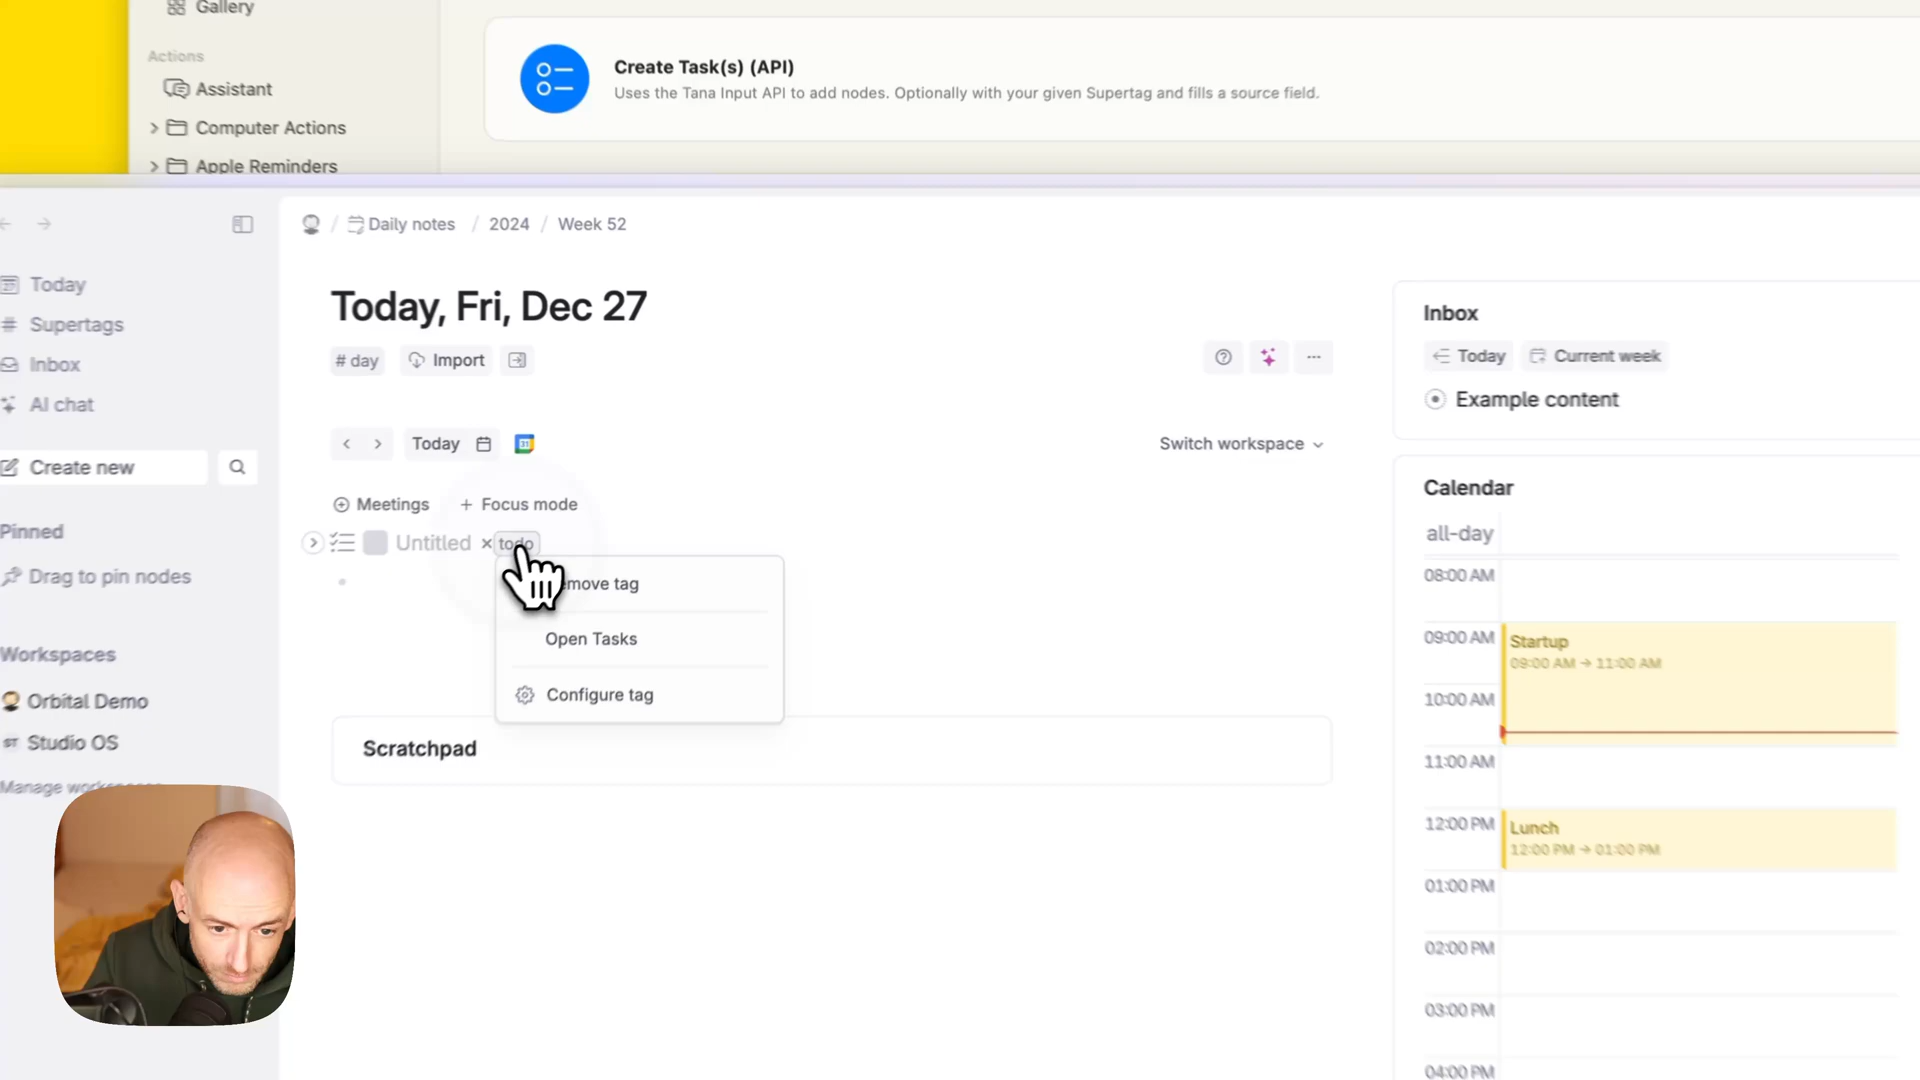 Gallery
Actions
Assistant
Computer Actions
Apple Reminders
Create Task(s) (API)
Uses the Tana Input API to add nodes. Optionally with your given Supertag and fills a source field.
Daily notes / 2024 / Week 52
Today
Supertags
Inbox
AI chat
Create new
Pinned
Drag to pin nodes
Workspaces
Orbital Demo
ST Studio OS
Manage
Today, Fri, Dec 27
# day
Import
Today
31
Switch workspace
Meetings
+ Focus mode
Untitled
todo
move tag
Open Tasks
Configure tag
Scratchpad
Inbox
Today
Current week
Example content
Calendar
all-day
08:00 AM
09:00 AM
Startup
09:00 AM → 11:00 AM
10:00 AM
11:00 AM
12:00 PM
Lunch
12:00 PM → 01:00 PM
01:00 PM
02:00 PM
03:00 PM
04:00 PM